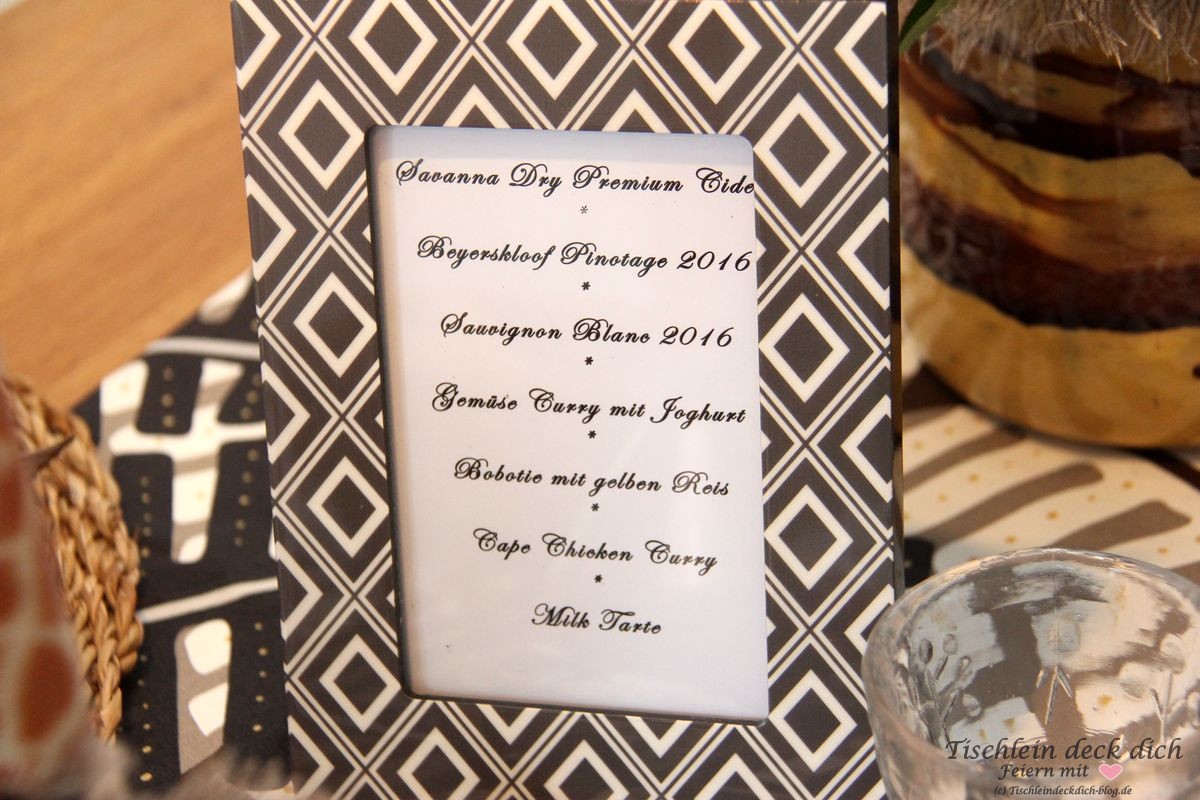 Savanna Dry Premium Cide
*
Beyerskloof Pinotage 2016
*
Sauvignon Blanc 2016
*
Gemüse Curry mit Joghurt
*
Bobotie mit gelben Reis
*
Cape Chicken Curry
*
Milk Tarte
Tischlein deck dich
Feiern mit
(c) Tischleindeckdich-blog.de